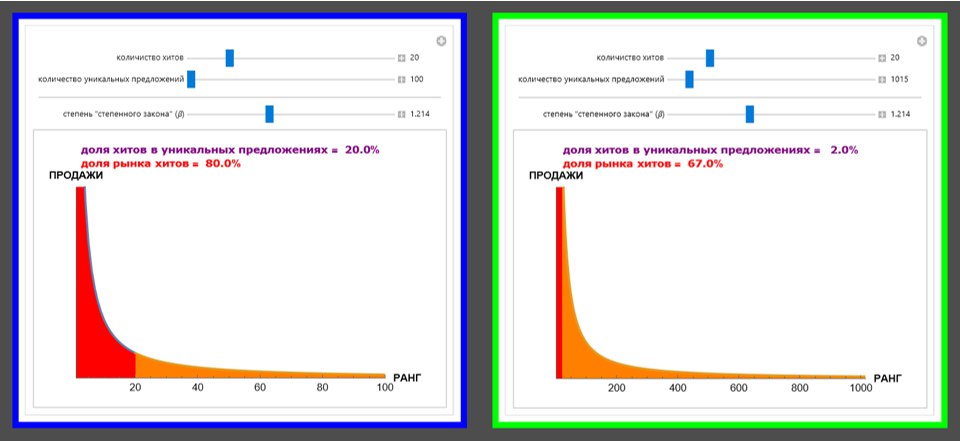 количиство хитов 20
количество уникальных предложений 100
степень "степенного закона" (β) 1.214
доля хитов в уникальных предложениях = 20.0%
доля рынка хитов = 80.0%
ПРОДАЖИ
РАНГ
20 40 60 80 100
количиство хитов 20
количество уникальных предложений 1015
степень "степенного закона" (β) 1.214
доля хитов в уникальных предложениях = 2.0%
доля рынка хитов = 67.0%
ПРОДАЖИ
РАНГ
200 400 600 800 1000